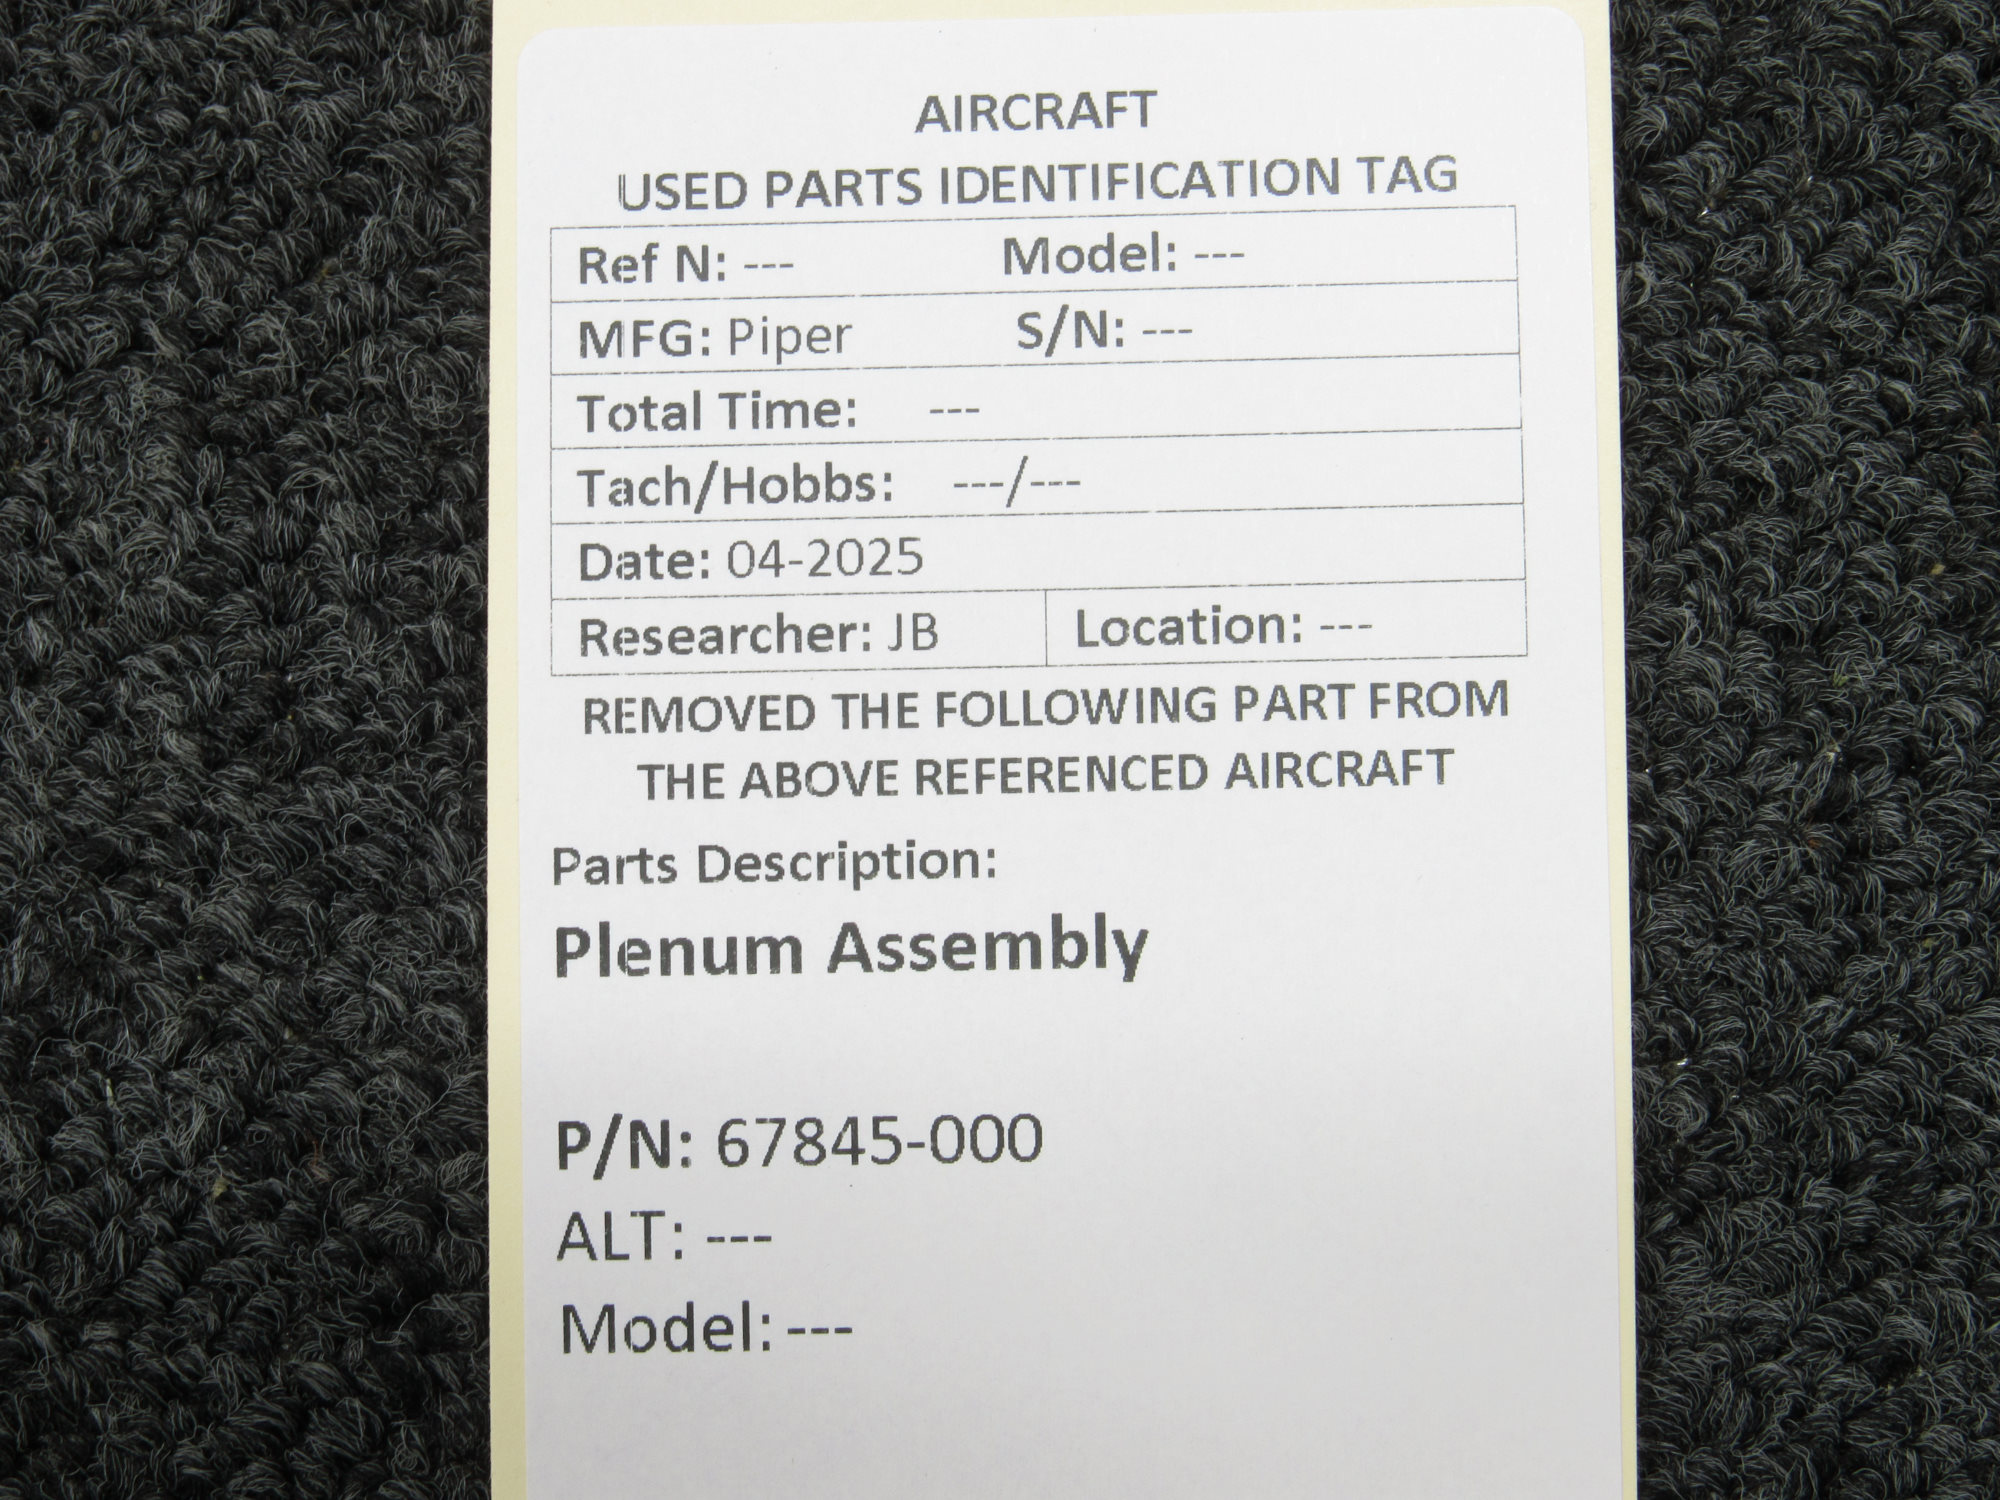 AIRCRAFT
USED PARTS IDENTIFICATION TAG
Ref N: --- Model: ---
MFG: Piper S/N: ---
Total Time: ---
Tach/Hobbs: ---/---
Date: 04-2025
Researcher: JB Location: ---
REMOVED THE FOLLOWING PART FROM
THE ABOVE REFERENCED AIRCRAFT
Parts Description:
Plenum Assembly
P/N: 67845-000
ALT: ---
Model: ---